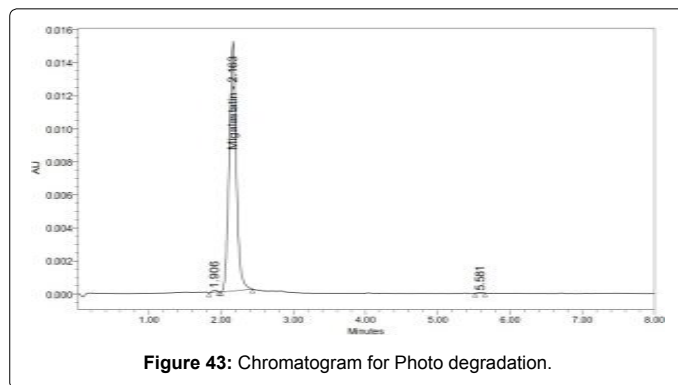 0.016
0.014
0.012
0.010
0.008
0.006
0.004
0.002
0.000
AU
1.906
Migalastatin - 2.163
5.581
1.00 2.00 3.00 4.00 5.00 6.00 7.00 8.00
Minutes
Figure 43: Chromatogram for Photo degradation.